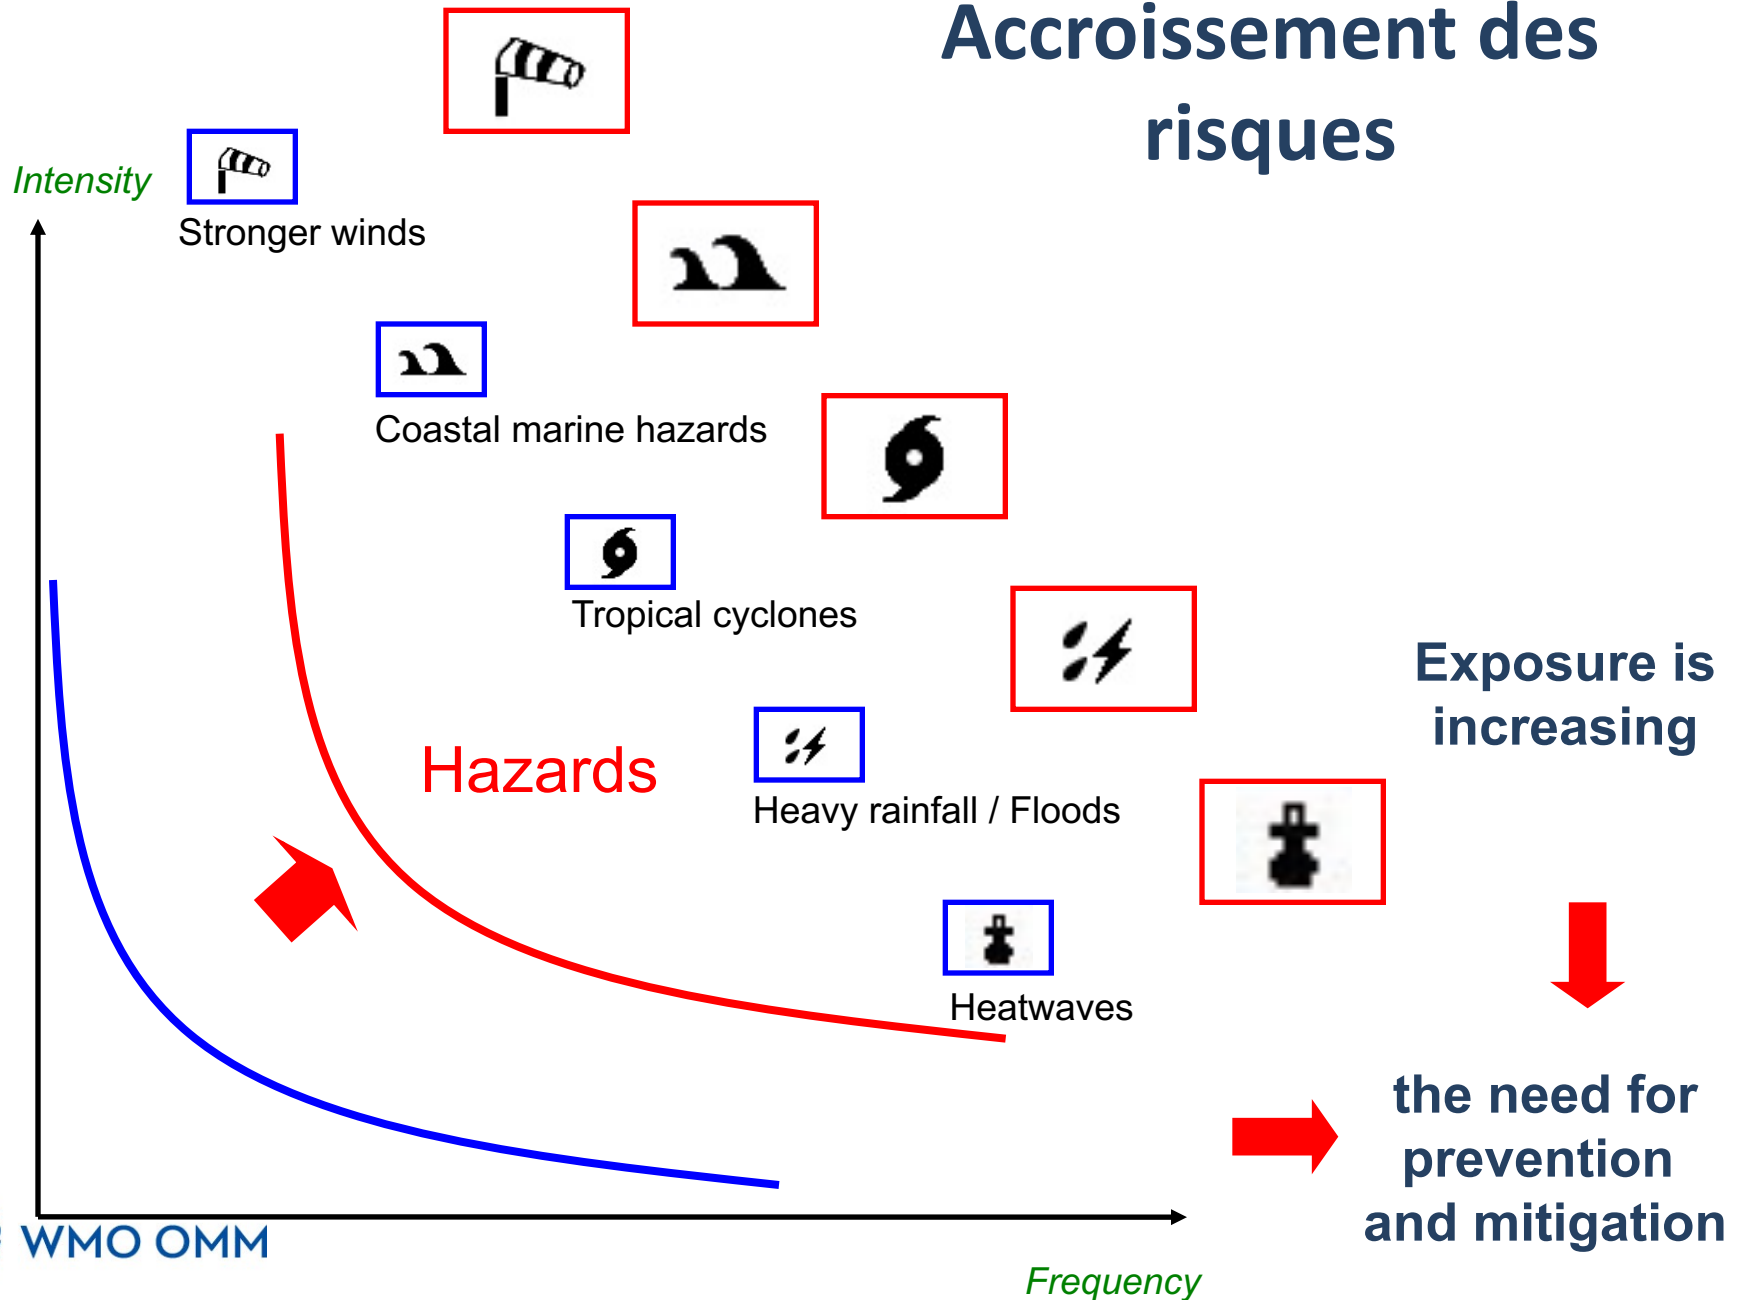 Accroissement des
risques
Intensity
Stronger winds
Coastal marine hazards
Tropical cyclones
Exposure is
increasing
Hazards
Heavy rainfall / Floods
Heatwaves
the need for
prevention
and mitigation
WMO OMM
Frequency